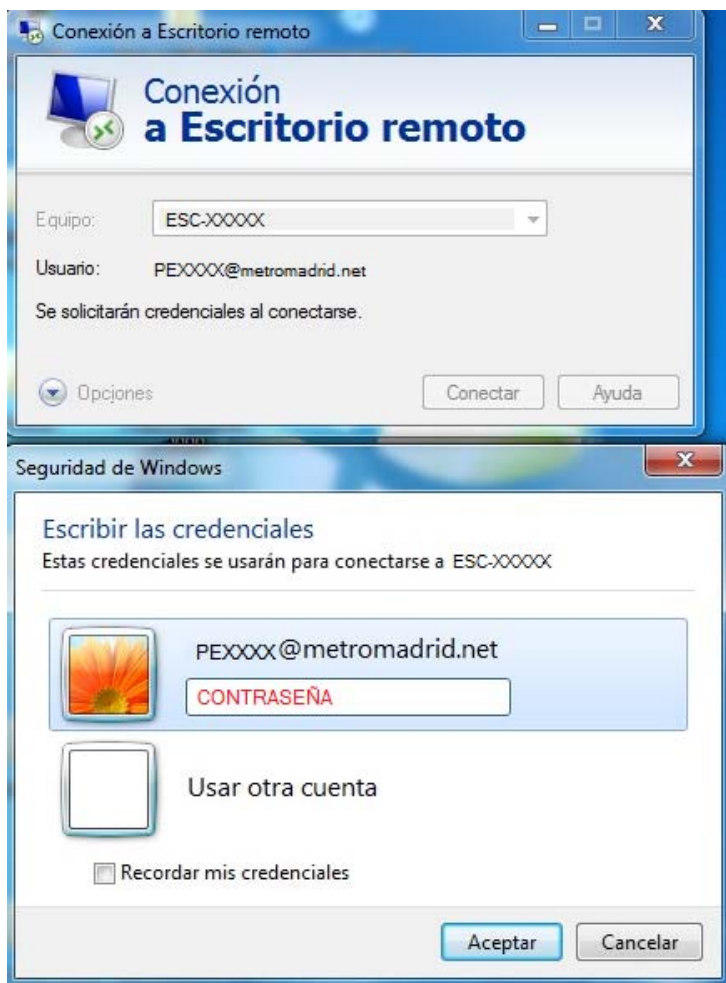 Conexión a Escritorio remoto
Conexión
a Escritorio remoto
Equipo: ESC-XXXXX
Usuario: PEXXXX@metromadrid.net
Se solicitarán credenciales al conectarse.
Opciones Conectar Ayuda
Seguridad de Windows
Escribir las credenciales
Estas credenciales se usarán para conectarse a ESC-XXXXX
PEXXXX@metromadrid.net
CONTRASEÑA
Usar otra cuenta
Recordar mis credenciales
Aceptar Cancelar